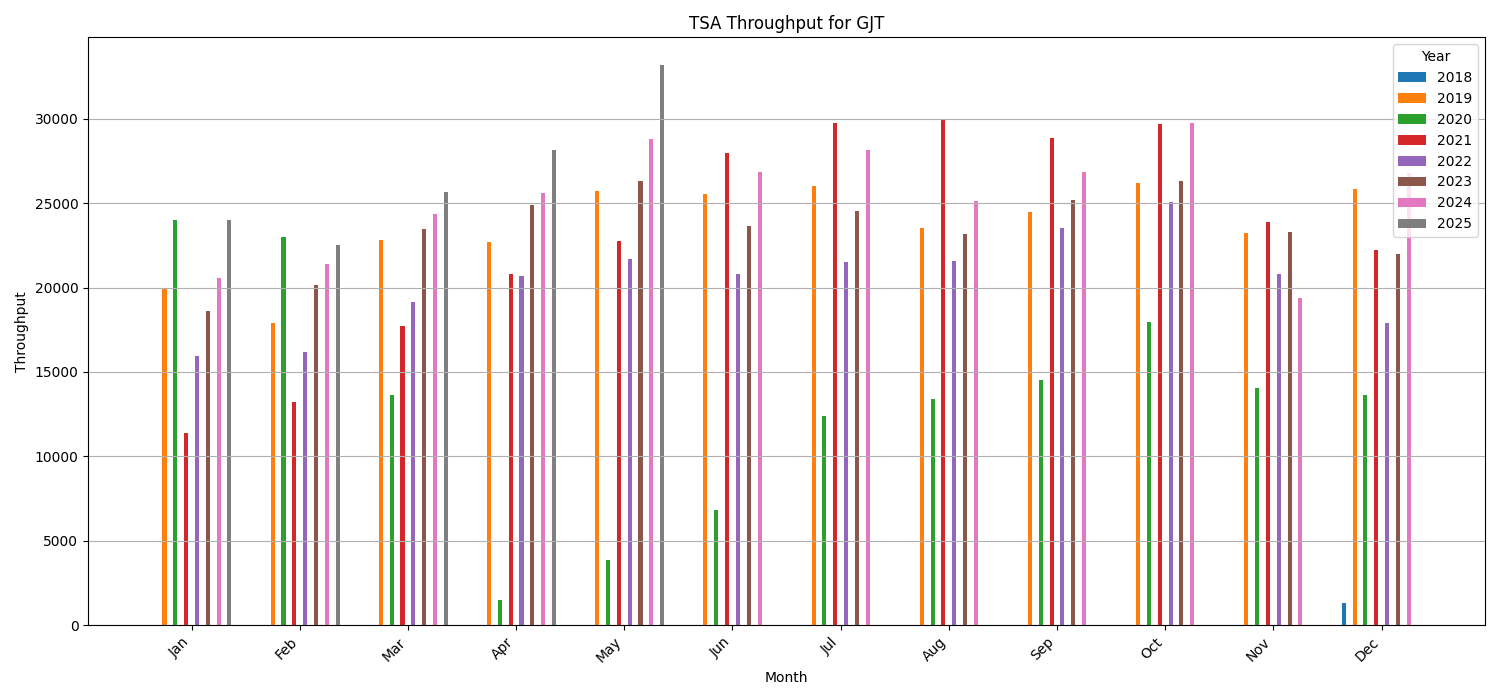 TSA Throughput for GJT
Throughput
30000
25000
20000
15000
10000
5000
0
Year
2018
2019
2020
2021
2022
2023
2024
2025
Jan
Feb
Mar
Apr
May
Jun
Jul
Aug
Sep
Oct
Nov
Dec
Month